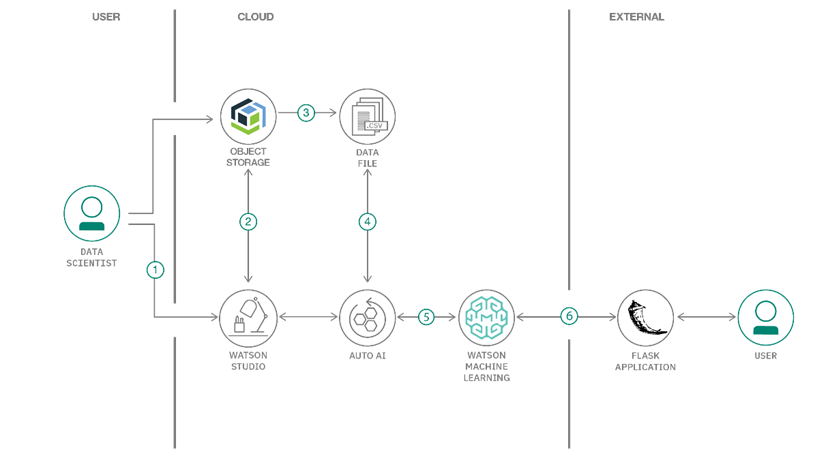 USER
CLOUD
EXTERNAL
3
.CSV
OBJECT
STORAGE
DATA
FILE
2
4
DATA
SCIENTIST
1
5
6
WATSON
STUDIO
AUTO AI
WATSON
MACHINE
LEARNING
FLASK
APPLICATION
USER